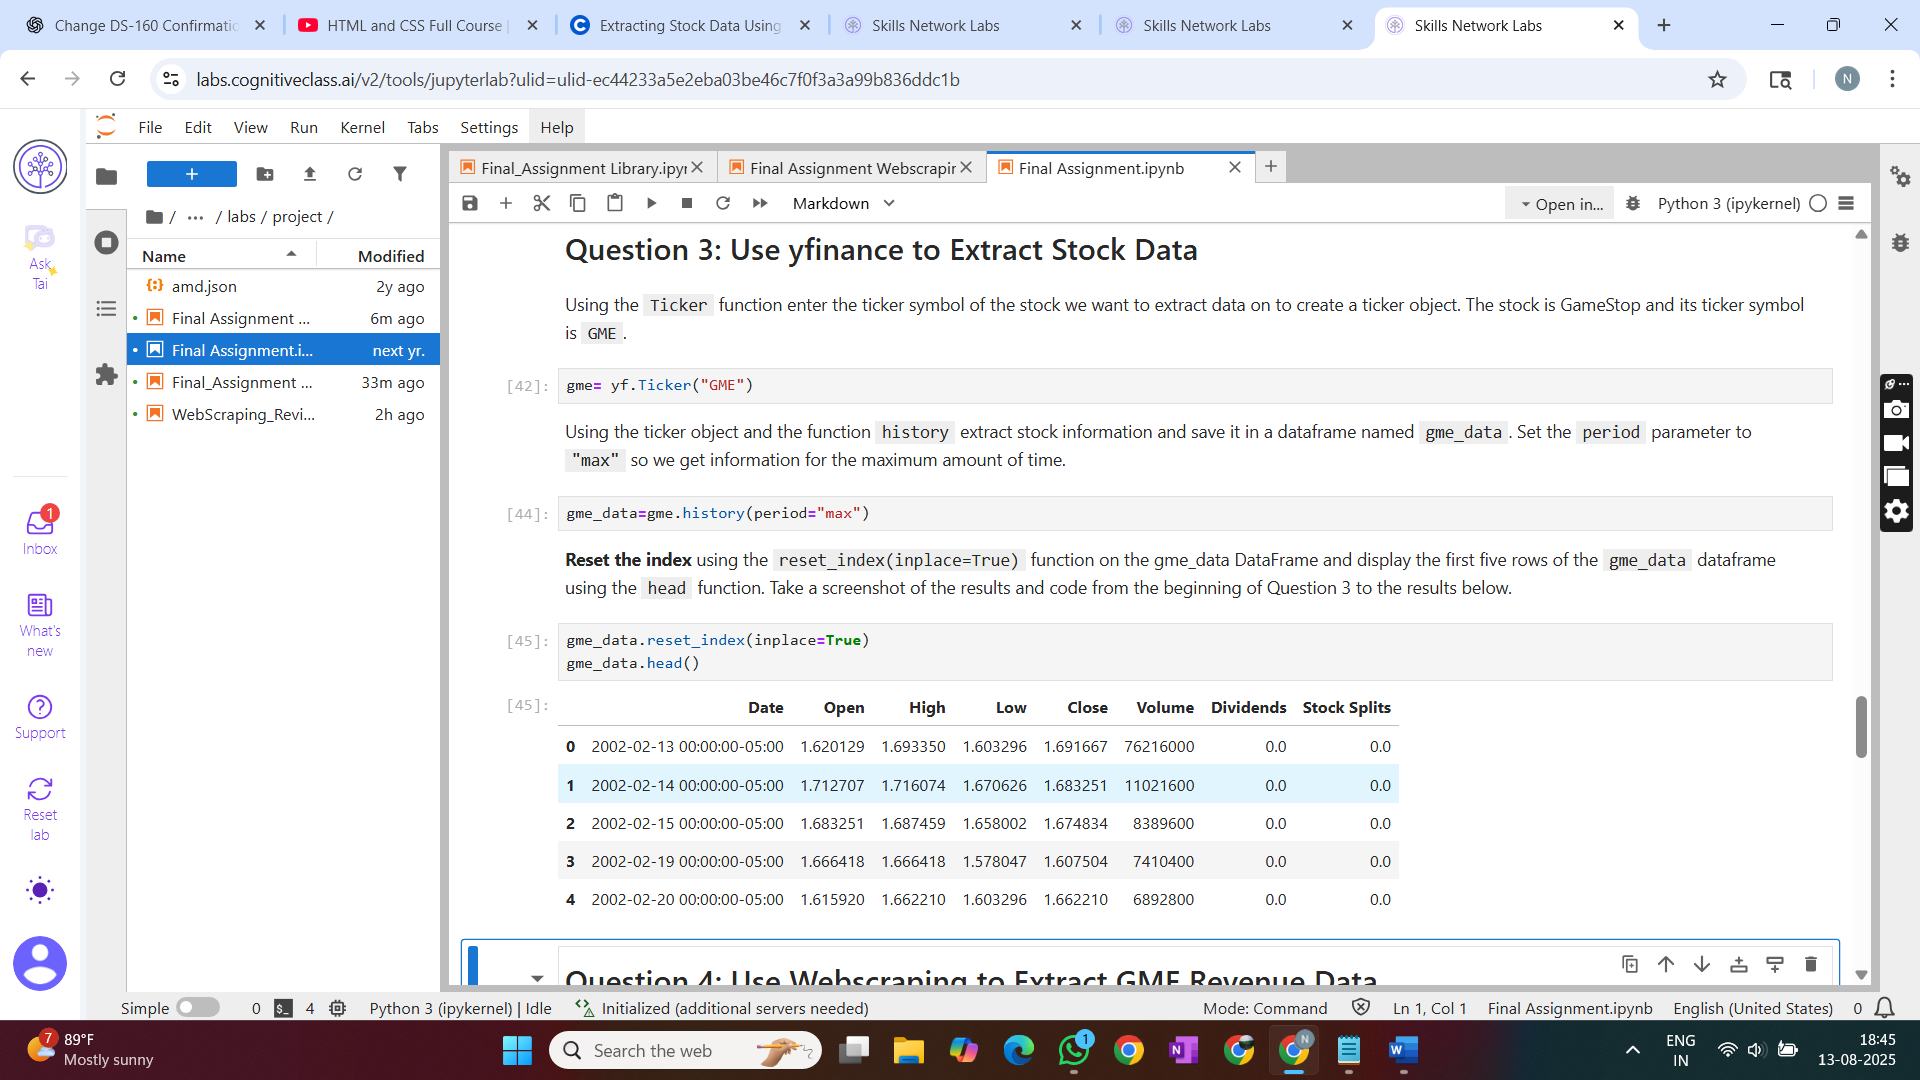 Change DS-160 Confirmatic
HTML and CSS Full Course |
Extracting Stock Data Using
Skills Network Labs
Skills Network Labs
Skills Network Labs
labs.cognitiveclass.ai/v2/tools/jupyterlab?ulid=ulid-ec44233a5e2eba03be46c7f0f3a3a99b836ddc1b
N
File Edit View Run Kernel Tabs Settings Help
Ask
Tai
1
Inbox
What's
new
Support
Reset
lab
/ ··· / labs / project /
Name Modified
amd.json 2y ago
Final Assignment ... 6m ago
Final Assignment.i... next yr.
Final_Assignment ... 33m ago
WebScraping_Revi... 2h ago
Final_Assignment Library.ipyr
Final Assignment Webscrapir
Final Assignment.ipynb
Markdown
Open in...
Python 3 (ipykernel)
Question 3: Use yfinance to Extract Stock Data
Using the Ticker function enter the ticker symbol of the stock we want to extract data on to create a ticker object. The stock is GameStop and its ticker symbol
is GME .
[42]: gme= yf.Ticker("GME")
Using the ticker object and the function history extract stock information and save it in a dataframe named gme_data . Set the period parameter to
"max" so we get information for the maximum amount of time.
[44]: gme_data=gme.history(period="max")
Reset the index using the reset_index(inplace=True) function on the gme_data DataFrame and display the first five rows of the gme_data dataframe
using the head function. Take a screenshot of the results and code from the beginning of Question 3 to the results below.
[45]: gme_data.reset_index(inplace=True)
gme_data.head()
[45]: Date Open High Low Close Volume Dividends Stock Splits
0 2002-02-13 00:00:00-05:00 1.620129 1.693350 1.603296 1.691667 76216000 0.0 0.0
1 2002-02-14 00:00:00-05:00 1.712707 1.716074 1.670626 1.683251 11021600 0.0 0.0
2 2002-02-15 00:00:00-05:00 1.683251 1.687459 1.658002 1.674834 8389600 0.0 0.0
3 2002-02-19 00:00:00-05:00 1.666418 1.666418 1.578047 1.607504 7410400 0.0 0.0
4 2002-02-20 00:00:00-05:00 1.615920 1.662210 1.603296 1.662210 6892800 0.0 0.0
Question 4: Use Webscraping to Extract GME Revenue Data
Simple 0 4 Python 3 (ipykernel) | Idle Initialized (additional servers needed) Mode: Command Ln 1, Col 1 Final Assignment.ipynb English (United States) 0
7 89°F
Mostly sunny
Search the web
1
N
ENG
IN
18:45
13-08-2025